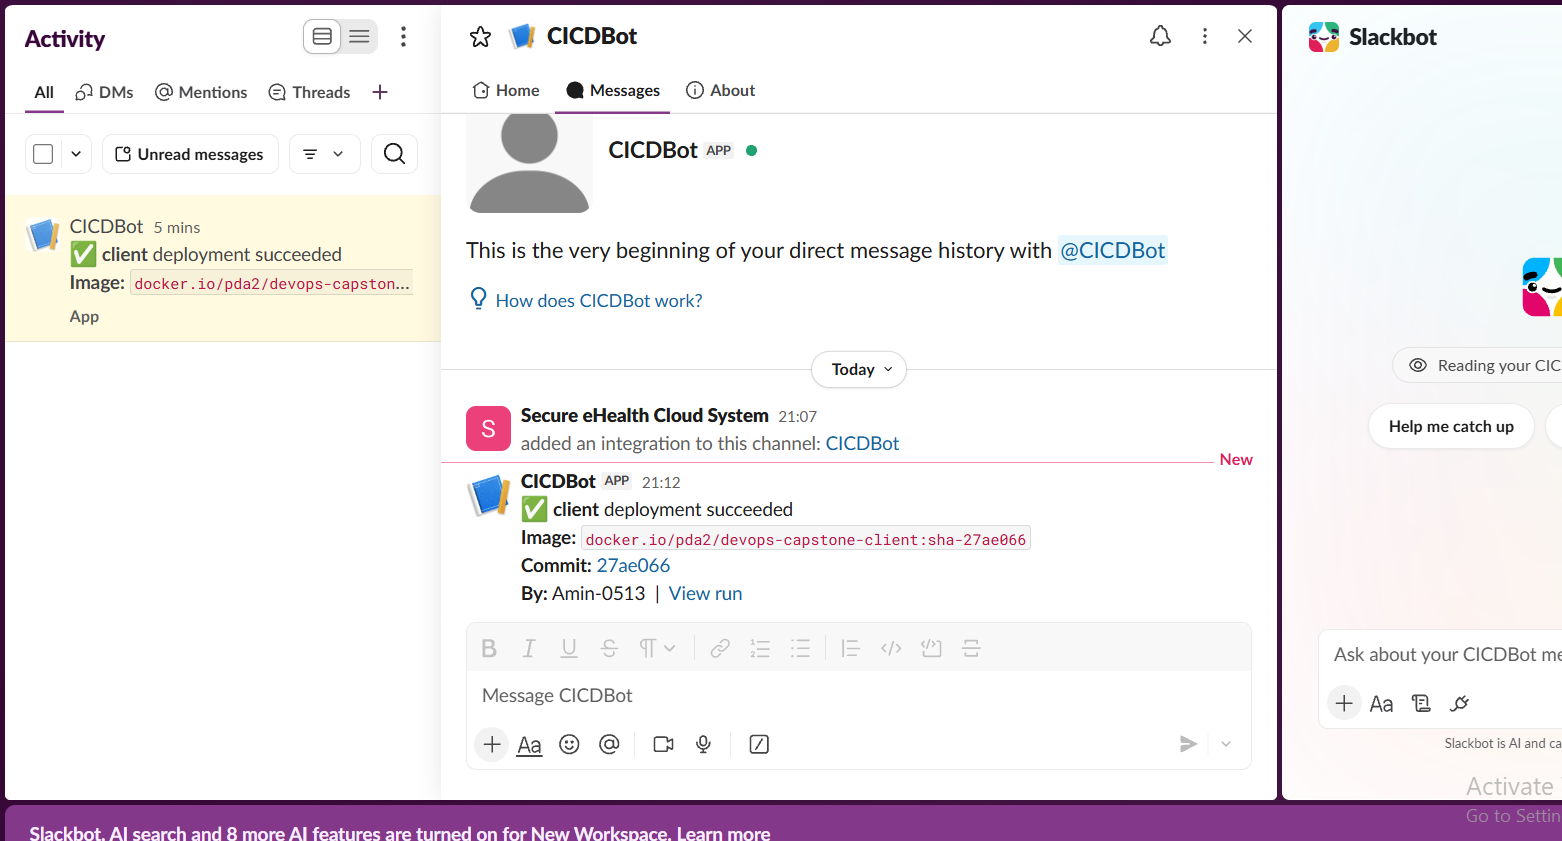 Activity
All
DMs
Mentions
Threads
Unread messages
CICDBot 5 mins
client deployment succeeded
Image: docker.io/pda2/devops-capston...
App
CICDBot
Home
Messages
About
CICDBot APP
This is the very beginning of your direct message history with @CICDBot
How does CICDBot work?
Today
S
Secure eHealth Cloud System 21:07
added an integration to this channel: CICDBot
New
CICDBot APP 21:12
client deployment succeeded
Image: docker.io/pda2/devops-capstone-client:sha-27ae066
Commit: 27ae066
By: Amin-0513 | View run
Message CICDBot
Aa
Slackbot
Reading your CIC
Help me catch up
Ask about your CICDBot me
Aa
Slackbot is AI and ca
Activate
Go to Settin
Slackbot, AI search and 8 more AI features are turned on for New Workspace. Learn more